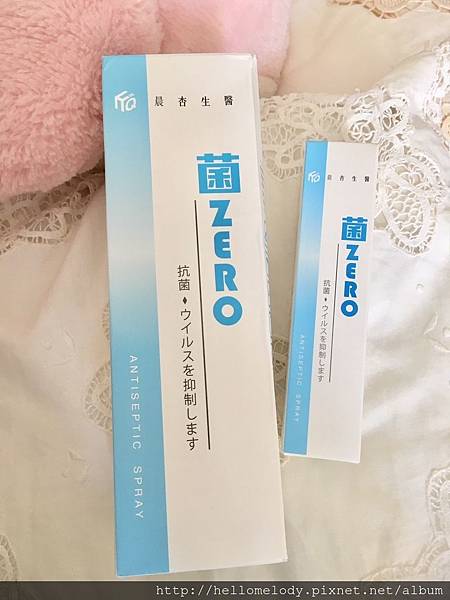 KYO 晨杏生醫
菌ZERO
抗菌♦ウイルスを抑制します
ANTISEPTIC SPRAY
晨杏生醫
菌ZERO
抗菌♦ウイルスを抑制します
ANTISEPTIC SPRAY
http://hellomelody.pixnet.net/album